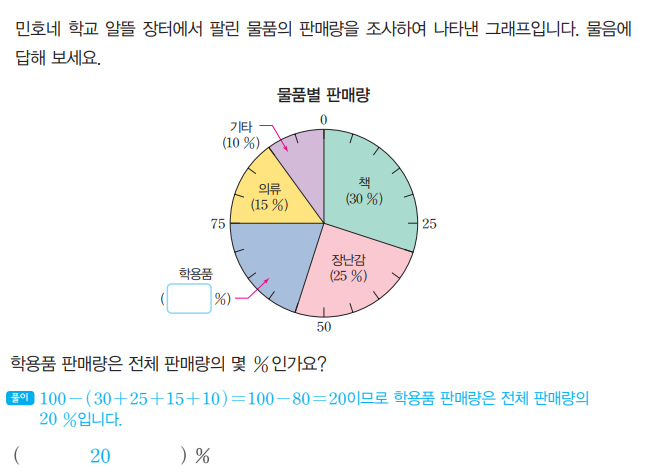 민호네 학교 알뜰 장터에서 팔린 물품의 판매량을 조사하여 나타낸 그래프입니다. 물음에
답해 보세요.
물품별 판매량
0
기타
(10 %)
책
(30 %)
의류
(15 %)
75
25
장난감
(25 %)
학용품
( %)
50
학용품 판매량은 전체 판매량의 몇 %인가요?
풀이 100-(30+25+15+10)=100-80=20이므로 학용품 판매량은 전체 판매량의
20 %입니다.
( 20 ) %